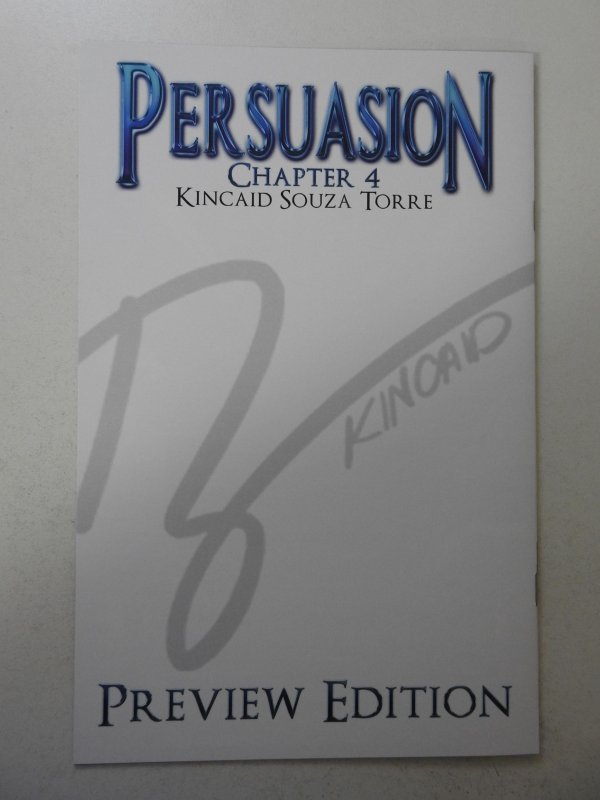 PERSUASION
CHAPTER 4
KINCAID SOUZA TORRE
KINCAID
PREVIEW EDITION